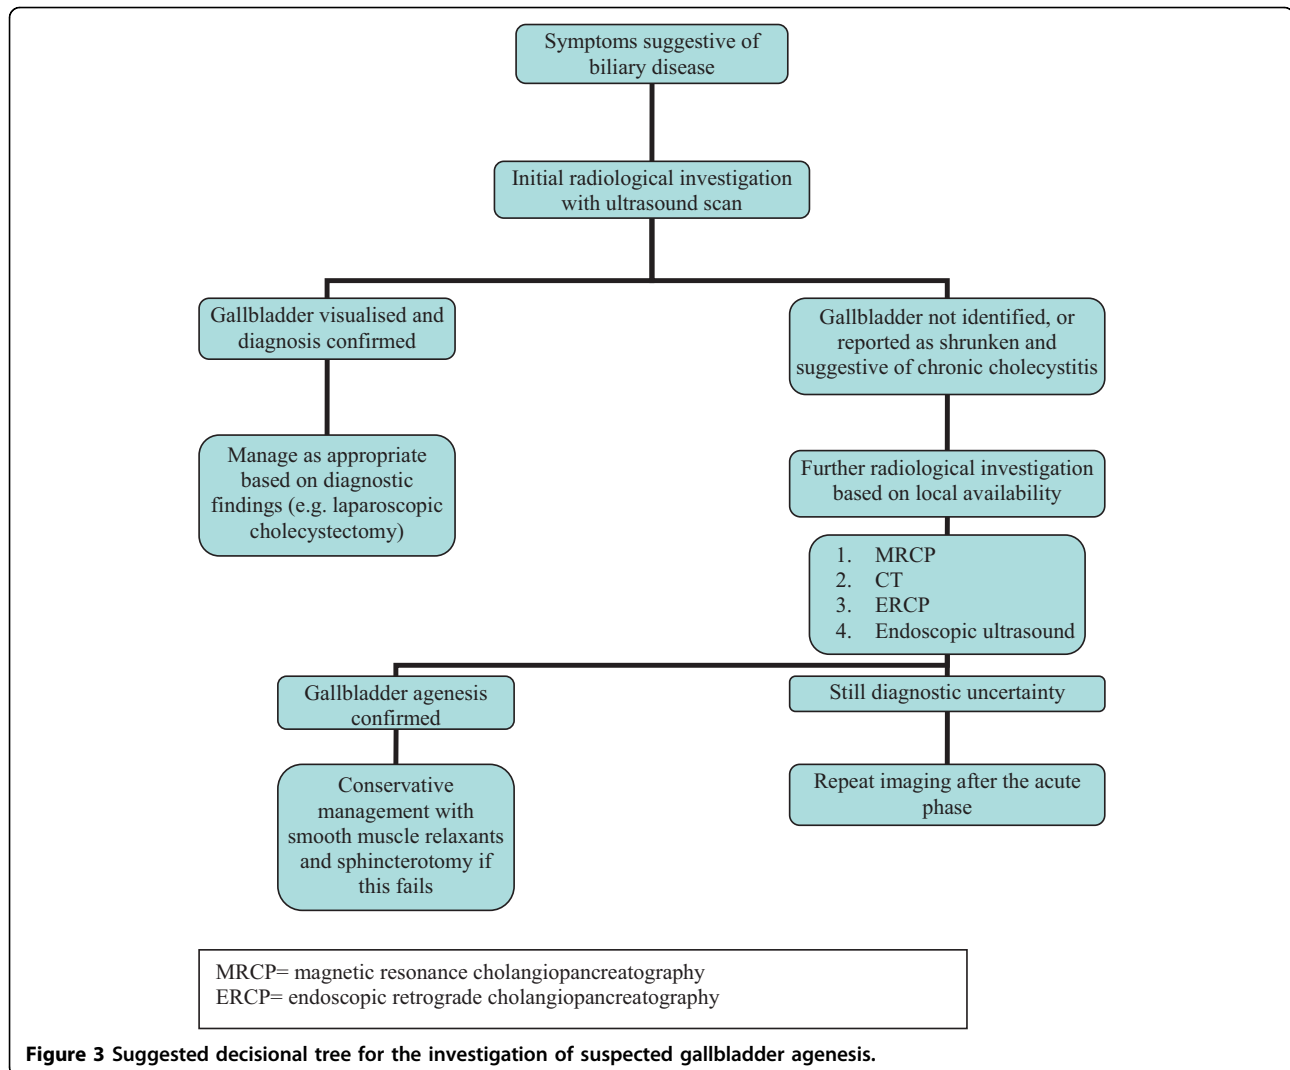 Symptoms suggestive of
biliary disease
Initial radiological investigation
with ultrasound scan
Gallbladder visualised and
diagnosis confirmed
Gallbladder not identified, or
reported as shrunken and
suggestive of chronic cholecystitis
Manage as appropriate
based on diagnostic
findings (e.g. laparoscopic
cholecystectomy)
Further radiological investigation
based on local availability
1. MRCP
2. CT
3. ERCP
4. Endoscopic ultrasound
Gallbladder agenesis
confirmed
Still diagnostic uncertainty
Conservative
management with
smooth muscle relaxants
and sphincterotomy if
this fails
Repeat imaging after the acute
phase
MRCP= magnetic resonance cholangiopancreatography
ERCP= endoscopic retrograde cholangiopancreatography
Figure 3 Suggested decisional tree for the investigation of suspected gallbladder agenesis.